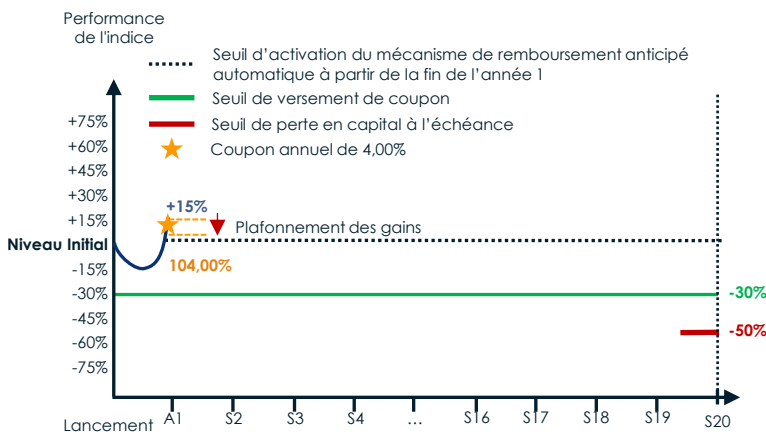 Performance
de l'indice
Seuil d’activation du mécanisme de remboursement anticipé
automatique à partir de la fin de l’année 1
Seuil de versement de coupon
Seuil de perte en capital à l’échéance
Coupon annuel de 4,00%
+75%
+60%
+45%
+30%
+15%
+15%
Plafonnement des gains
Niveau Initial
104,00%
-15%
-30%
-30%
-45%
-50%
-60%
-75%
Lancement
A1
S2
S3
S4
...
S16
S17
S18
S19
S20